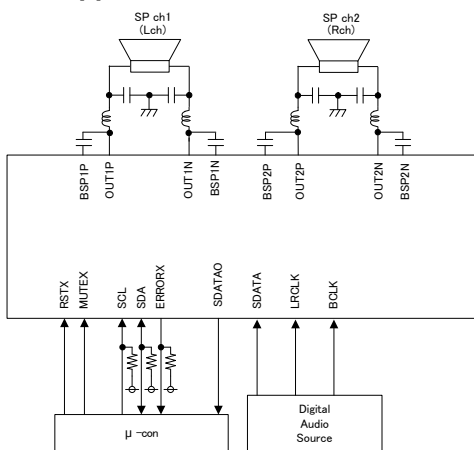 SP ch1
(Lch)
SP ch2
(Rch)
BSP1P
OUT1P
OUT1N
BSP1N
BSP2P
OUT2P
OUT2N
BSP2N
RSTX
MUTEX
SCL
SDA
ERRORX
SDATAO
SDATA
LRCLK
BCLK
μ-con
Digital
Audio
Source